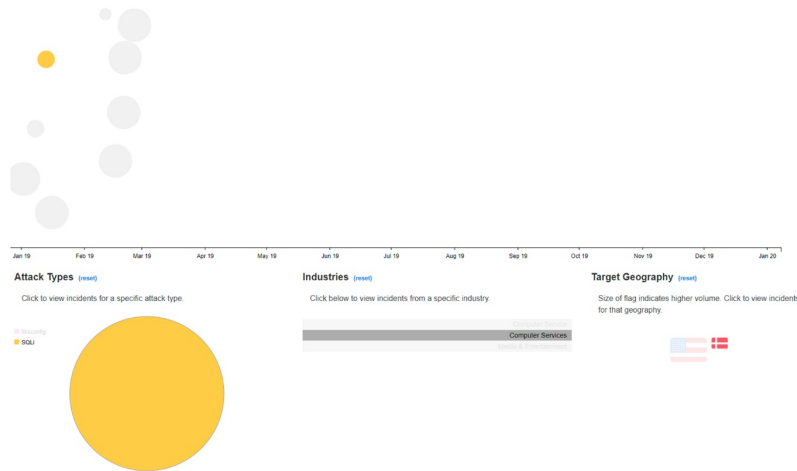 Jan 19 Feb 19 Mar 19 Apr 19 May 19 Jun 19 Jul 19 Aug 19 Sep 19 Oct 19 Nov 19 Dec 19 Jan 20
Attack Types (reset)
Click to view incidents for a specific attack type.
Misconfig
SQLi
Industries (reset)
Click below to view incidents from a specific industry.
Computer Service
Computer Services
Media & Entertainment
Target Geography (reset)
Size of flag indicates higher volume. Click to view incidents
for that geography.